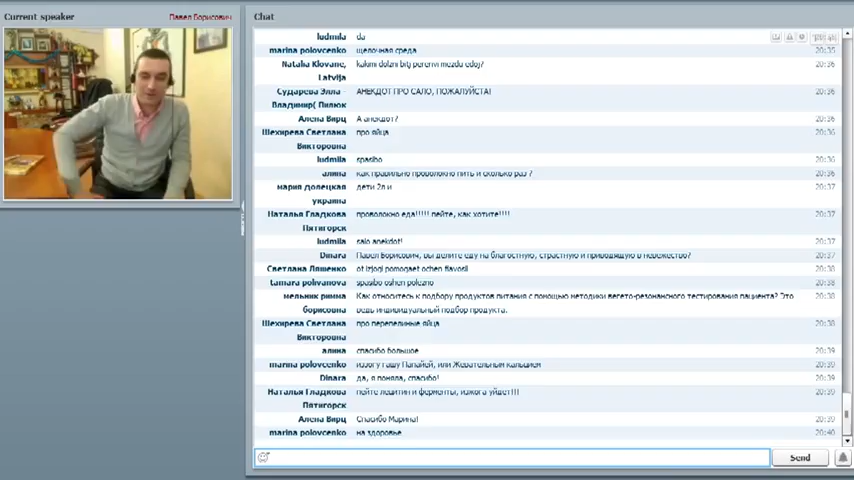 Current speaker
Павел Борисович
Chat
ludmila da
marina polovcenko щелочная среда 20:35
Natalia Klovane, kakimi dolzni bitj pererivi mezdu edoj? 20:36
Latvija
Сударева Элла - АНЕКДОТ ПРО САЛО, ПОЖАЛУЙСТА! 20:36
Владимир( Пилюк
Алена Вирц А анекдот? 20:36
Шехирева Светлана про яйца 20:36
Викторовна
ludmila spasibo 20:36
алина как правильно проволокно пить и сколько раз ? 20:36
мария донецкая дети 2л и 20:37
украина
Наталья Гладкова проволокно еда!!!!! пейте, как хотите!!!! 20:37
Пятигорск
ludmila salo anekdot! 20:37
Dinara Павел Борисович, вы делите еду на благостную, страстную и приводящую в невежество? 20:37
Светлана Ляшенко ot izjogi pomogaet ochen 20:38
tamara polivanova spasibo oshen polezno 20:38
мельник римма Как относитесь к подбору продуктов питания с помощью методики вегето-резонансного тестирования пациента? Это 20:38
борисовна ведь индивидуальный подбор продукта.
Шехирева Светлана про перепелиные яйца 20:38
Викторовна
алина спасибо большое 20:39
marina polovcenko изжогу гашу Папайей, или Жевательным кальцием 20:39
Dinara да, я поняла, спасибо! 20:39
Наталья Гладкова пейте лецитин и ферменты, изжога уйдет!!! 20:39
Пятигорск
Алена Вирц Спасибо Марина! 20:39
marina polovcenko на здоровье 20:40
Send